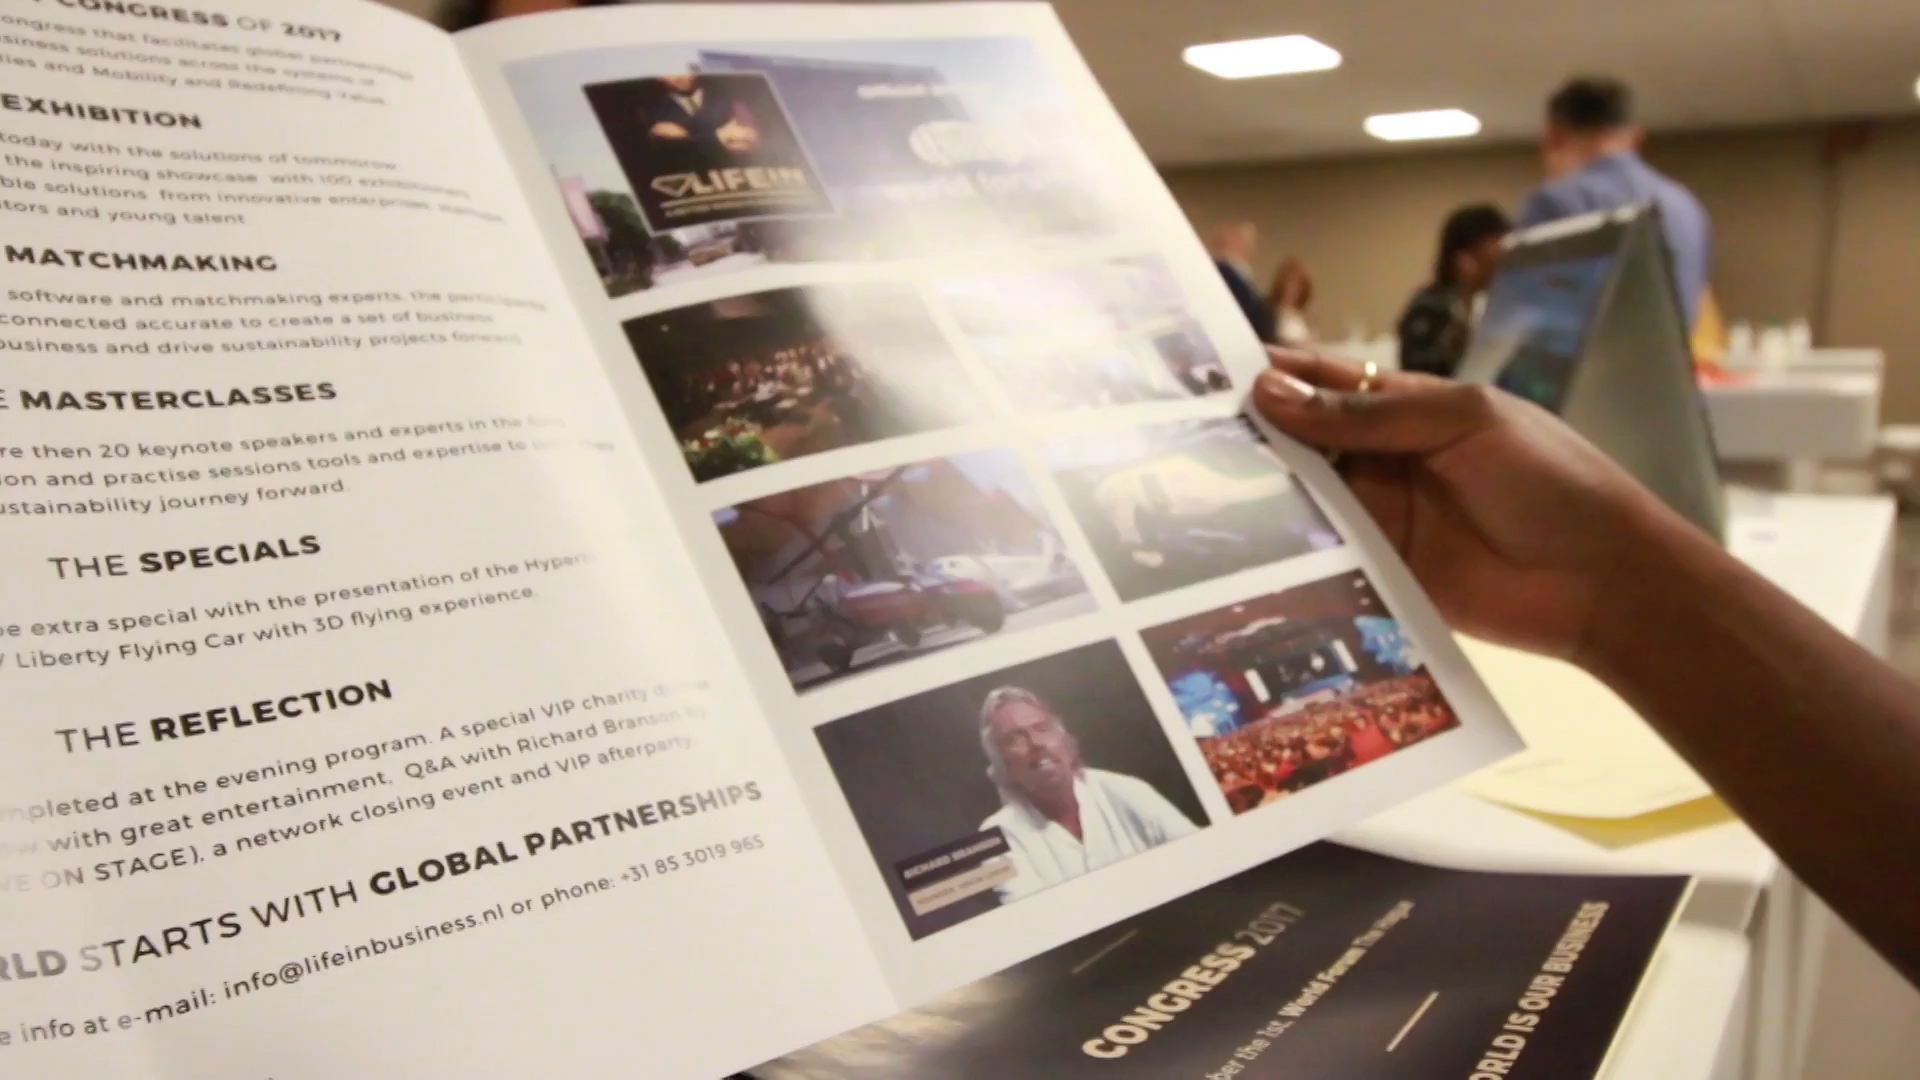 CONGRESS OF 2017
ongress that facilitates global partnerships
siness solutions across the systems of
ies and Mobility and Redefining Value
EXHIBITION
today with the solutions of tommorow
the inspiring showcase with 100 exhibitioners
ble solutions from innovative enterprises
tors and young talent
MATCHMAKING
software and matchmaking experts, the participants
connected accurate to create a set of business
business and drive sustainability projects forward
MASTERCLASSES
re then 20 keynote speakers and experts in the
ion and practise sessions tools and expertise to
ustainability journey forward.
THE SPECIALS
be extra special with the presentation of the
Liberty Flying Car with 3D flying experience.
THE REFLECTION
mpleted at the evening program. A special VIP charity
with great entertainment, Q&A with Richard Branson
VE ON STAGE), a network closing event and VIP afterparty.
RLD STARTS WITH GLOBAL PARTNERSHIPS
e info at e-mail: info@lifeinbusiness.nl or phone: +31 85 3019 965
LIFEIN
world forum
RICHARD BRANSON
CONGRESS 2017
ber the 1st. World Forum The Hague
ORLD IS OUR BUSINESS